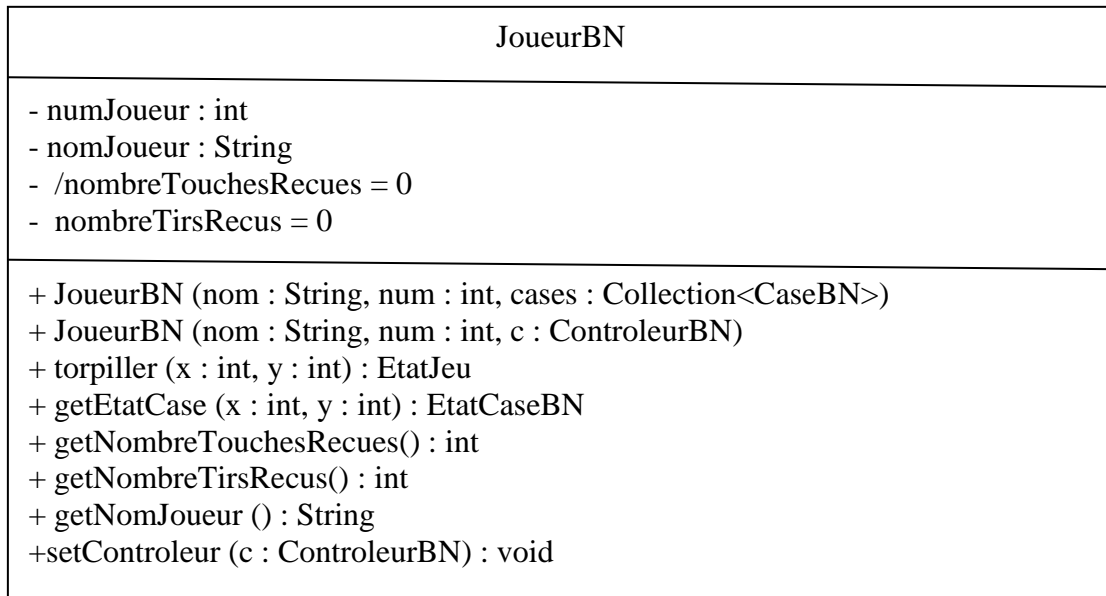 JoueurBN
- numJoueur : int
- nomJoueur : String
- /nombreTouchesRecues = 0
- nombreTirsRecus = 0
+ JoueurBN (nom : String, num : int, cases : Collection<CaseBN>)
+ JoueurBN (nom : String, num : int, c : ControleurBN)
+ torpiller (x : int, y : int) : EtatJeu
+ getEtatCase (x : int, y : int) : EtatCaseBN
+ getNombreTouchesRecues() : int
+ getNombreTirsRecus() : int
+ getNomJoueur () : String
+setControleur (c : ControleurBN) : void